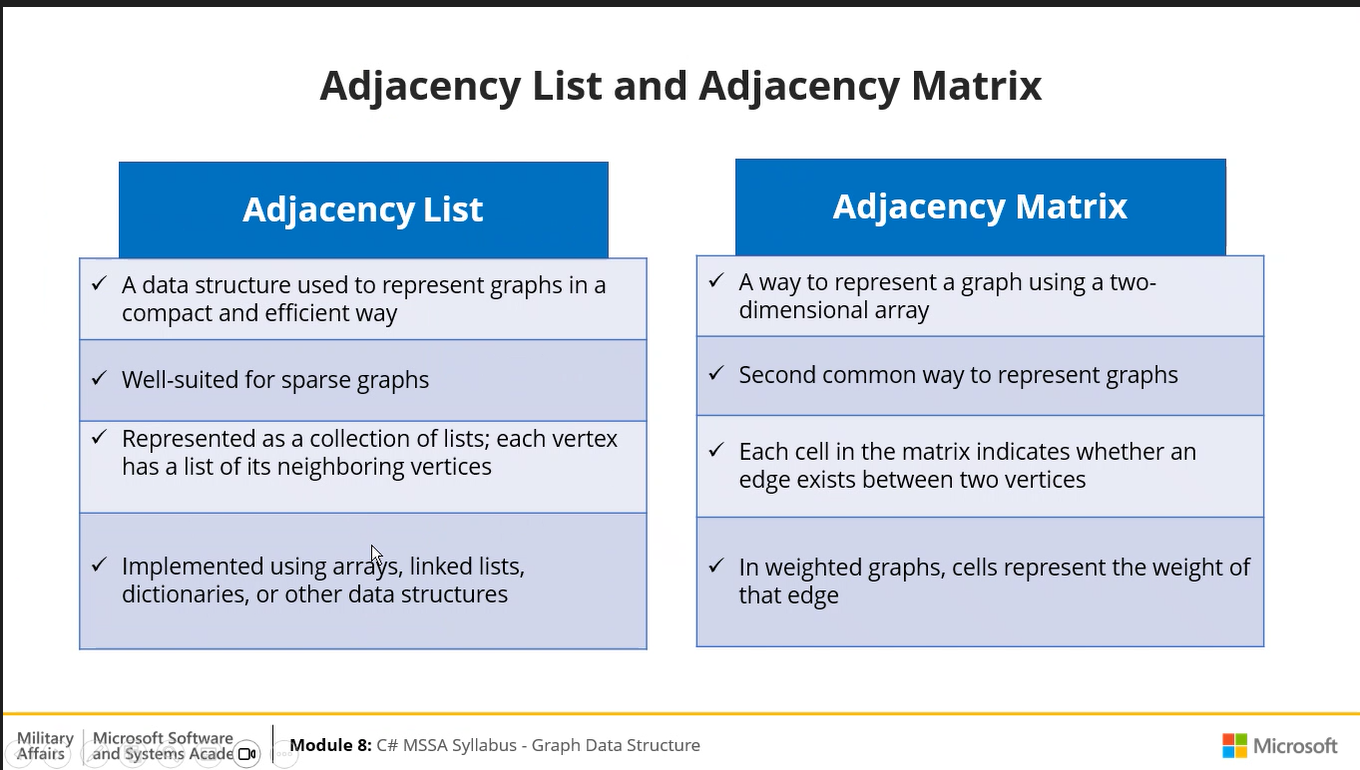 Adjacency List and Adjacency Matrix
Adjacency List
✓ A data structure used to represent graphs in a
compact and efficient way
✓ Well-suited for sparse graphs
✓ Represented as a collection of lists; each vertex
has a list of its neighboring vertices
✓ Implemented using arrays, linked lists,
dictionaries, or other data structures
Adjacency Matrix
✓ A way to represent a graph using a two-
dimensional array
✓ Second common way to represent graphs
✓ Each cell in the matrix indicates whether an
edge exists between two vertices
✓ In weighted graphs, cells represent the weight of
that edge
Military
Affairs
Microsoft Software
and Systems Acade
Module 8: C# MSSA Syllabus - Graph Data Structure
Microsoft